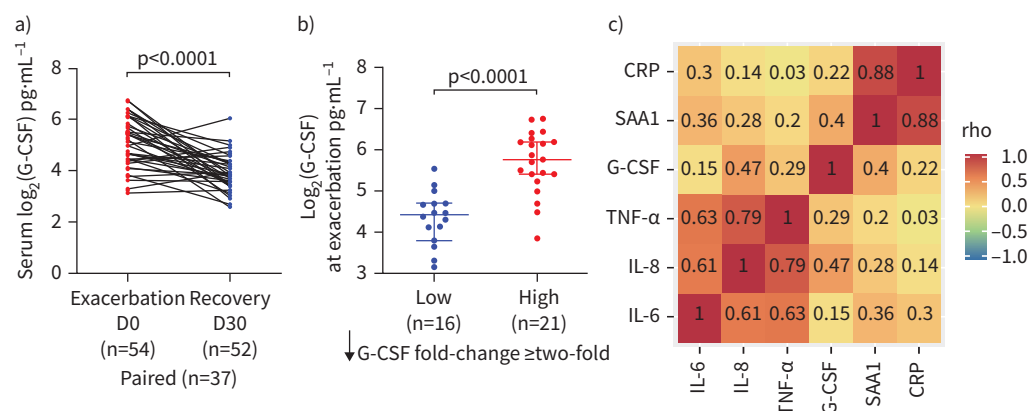 a)
p<0.0001
Serum log2(G-CSF) pg·mL−1
8
6
4
2
0
Exacerbation Recovery
D0 D30
(n=54) (n=52)
Paired (n=37)
b)
p<0.0001
Log2(G-CSF)
at exacerbation pg·mL−1
8
7
6
5
4
3
Low High
(n=16) (n=21)
↓ G-CSF fold-change ≥two-fold
c)
CRP 0.3 0.14 0.03 0.22 0.88 1
SAA1 0.36 0.28 0.2 0.4 1 0.88
G-CSF 0.15 0.47 0.29 1 0.4 0.22
TNF-α 0.63 0.79 1 0.29 0.2 0.03
IL-8 0.61 1 0.79 0.47 0.28 0.14
IL-6 1 0.61 0.63 0.15 0.36 0.3
IL-6 IL-8 TNF-α G-CSF SAA1 CRP
rho
1.0
0.5
0.0
−0.5
−1.0